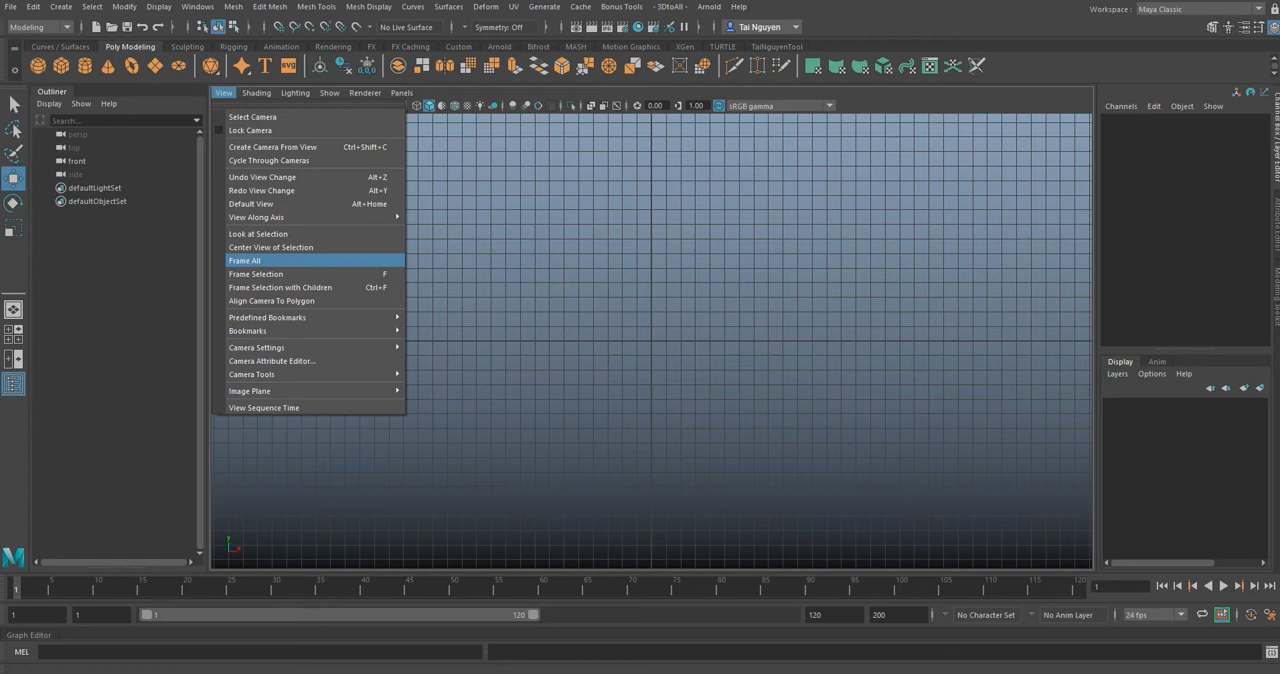 File Edit Create Select Modify Display Windows Mesh Edit Mesh Mesh Tools Mesh Display Curves Surfaces Deform UV Generate Cache Bonus Tools - 3DtoAll - Arnold Help Workspace : Maya Classic
Modeling No Live Surface Symmetry: Off Tai Nguyen
Curves / Surfaces Poly Modeling Sculpting Rigging Animation Rendering FX FX Caching Custom Arnold Bifrost MASH Motion Graphics XGen TURTLE TaiNguyenTool
T SVG
Outliner
Display Show Help
Search...
persp
top
front
side
defaultLightSet
defaultObjectSet
View Shading Lighting Show Renderer Panels
0.00 1.00 sRGB gamma
Select Camera
Lock Camera
Create Camera From View Ctrl+Shift+C
Cycle Through Cameras
Undo View Change Alt+Z
Redo View Change Alt+Y
Default View Alt+Home
View Along Axis
Look at Selection
Center View of Selection
Frame All
Frame Selection F
Frame Selection with Children Ctrl+F
Align Camera To Polygon
Predefined Bookmarks
Bookmarks
Camera Settings
Camera Attribute Editor...
Camera Tools
Image Plane
View Sequence Time
y
Channels Edit Object Show
Channel Box / Layer Editor
Attribute Editor
Modeling Toolkit
Display Anim
Layers Options Help
1 5 10 15 20 25 30 35 40 45 50 55 60 65 70 75 80 85 90 95 100 105 110 115 120 1
1 1 1 120 120 200 No Character Set No Anim Layer 24 fps
Graph Editor
MEL